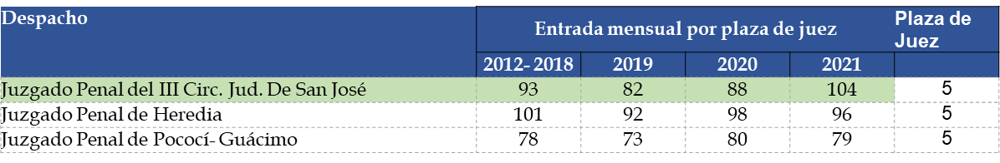 Despacho Entrada mensual por plaza de juez Plaza de Juez
2012- 2018 2019 2020 2021
Juzgado Penal del III Circ. Jud. De San José 93 82 88 104 5
Juzgado Penal de Heredia 101 92 98 96 5
Juzgado Penal de Pococí- Guácimo 78 73 80 79 5